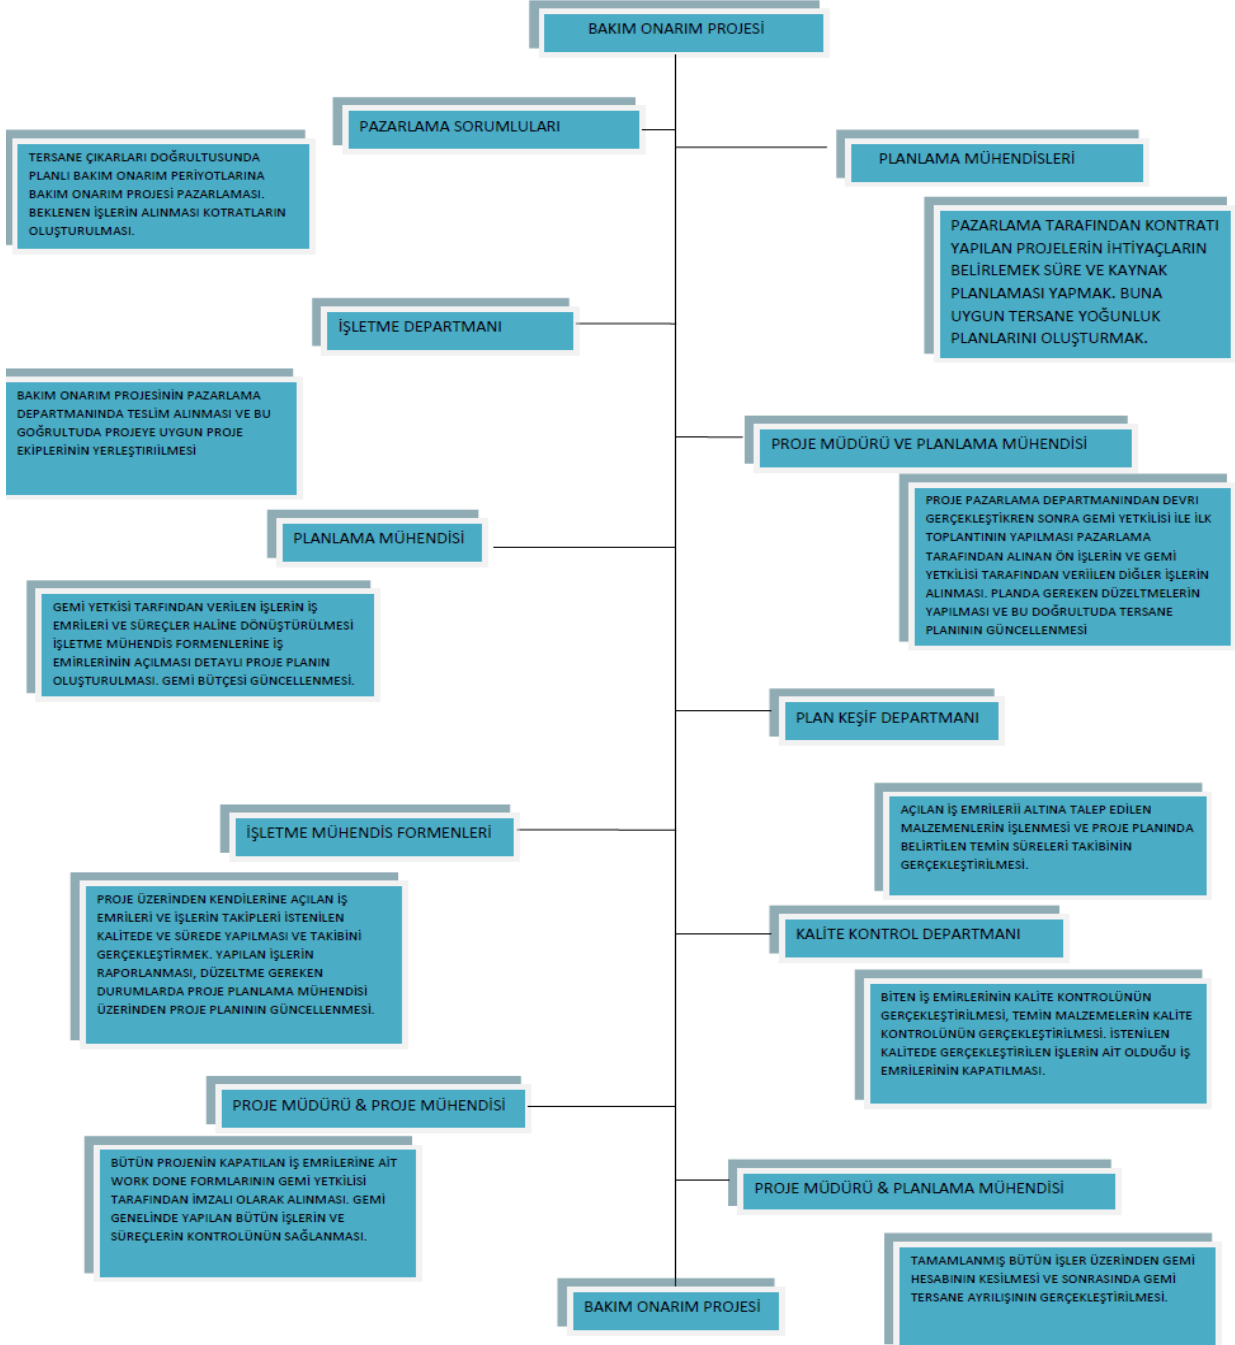 BAKIM ONARIM PROJESİ
PAZARLAMA SORUMLULARI
TERSANE ÇIKARLARI DOĞRULTUSUNDA
PLANLI BAKIM ONARIM PERİYOTLARINA
BAKIM ONARIM PROJESİ PAZARLAMASI.
BEKLENEN İŞLERİN ALINMASI KOTRATLARIN
OLUŞTURULMASI.
PLANLAMA MÜHENDİSLERİ
PAZARLAMA TARAFINDAN KONTRATI
YAPILAN PROJELERİN İHTİYAÇLARIN
BELİRLEMEK SÜRE VE KAYNAK
PLANLAMASI YAPMAK. BUNA
UYGUN TERSANE YOĞUNLUK
PLANLARINI OLUŞTURMAK.
İŞLETME DEPARTMANI
BAKIM ONARIM PROJESİNİN PAZARLAMA
DEPARTMANINDA TESLİM ALINMASI VE BU
GOĞRULTUDA PROJEYE UYGUN PROJE
EKİPLERİNİN YERLEŞTIRIİLMESİ
PROJE MÜDÜRÜ VE PLANLAMA MÜHENDİSİ
PROJE PAZARLAMA DEPARTMANINDAN DEVRI
GERÇEKLEŞTİKREN SONRA GEMİ YETKİLİSİ İLE İLK
TOPLANTININ YAPILMASI PAZARLAMA
TARAFINDAN ALINAN ÖN İŞLERİN VE GEMİ
YETKİLİSİ TARAFINDAN VERİİLEN DİĞLER İŞLERİN
ALINMASI. PLANDA GEREKEN DÜZELTMELERİN
YAPILMASI VE BU DOĞRULTUDA TERSANE
PLANININ GÜNCELLENMESİ
PLANLAMA MÜHENDİSİ
GEMİ YETKİSİ TARFINDAN VERİLEN İŞLERİN İŞ
EMRİLERİ VE SÜREÇLER HALİNE DÖNÜŞTÜRÜLMESİ
İŞLETME MÜHENDİS FORMENLERİNE İŞ
EMİRLERİNİN AÇILMASI DETAYLI PROJE PLANIN
OLUŞTURULMASI. GEMİ BÜTÇESİ GÜNCELLENMESİ.
PLAN KEŞİF DEPARTMANI
AÇILAN İŞ EMRİLERİİ ALTINA TALEP EDİLEN
MALZEMENLERİN İŞLENMESİ VE PROJE PLANINDA
BELİRTİLEN TEMİN SÜRELERİ TAKİBİNİN
GERÇEKLEŞTİRİLMESİ.
İŞLETME MÜHENDİS FORMENLERİ
PROJE ÜZERİNDEN KENDİLERİNE AÇILAN İŞ
EMRİLERİ VE İŞLERİN TAKİPLERİ İSTENİLEN
KALİTEDE VE SÜREDE YAPILMASI VE TAKİBİNİ
GERÇEKLEŞTİRMEK. YAPILAN İŞLERİN
RAPORLANMASI, DÜZELTME GEREKEN
DURUMLARDA PROJE PLANLAMA MÜHENDİSİ
ÜZERİNDEN PROJE PLANININ GÜNCELLENMESİ.
KALİTE KONTROL DEPARTMANI
BİTEN İŞ EMİRLERİNİN KALİTE KONTROLÜNÜN
GERÇEKLEŞTİRİLMESİ, TEMİN MALZEMELERİN KALİTE
KONTROLÜNÜN GERÇEKLEŞTİRİLMESİ. İSTENİLEN
KALİTEDE GERÇEKLEŞTİRİLEN İŞLERİN AİT OLDUĞU İŞ
EMRİLERİNİN KAPATILMASI.
PROJE MÜDÜRÜ & PROJE MÜHENDİSİ
BÜTÜN PROJENİN KAPATILAN İŞ EMRİLERİNE AİT
WORK DONE FORMLARININ GEMİ YETKİLİSİ
TARAFINDAN İMZALI OLARAK ALINMASI. GEMİ
GENELİNDE YAPILAN BÜTÜN İŞLERİN VE
SÜREÇLERİN KONTROLÜNÜN SAĞLANMASI.
PROJE MÜDÜRÜ & PLANLAMA MÜHENDİSİ
TAMAMLANMIŞ BÜTÜN İŞLER ÜZERİNDEN GEMİ
HESABININ KESİLMESİ VE SONRASINDA GEMİ
TERSANE AYRILIŞININ GERÇEKLEŞTİRİLMESİ.
BAKIM ONARIM PROJESİ